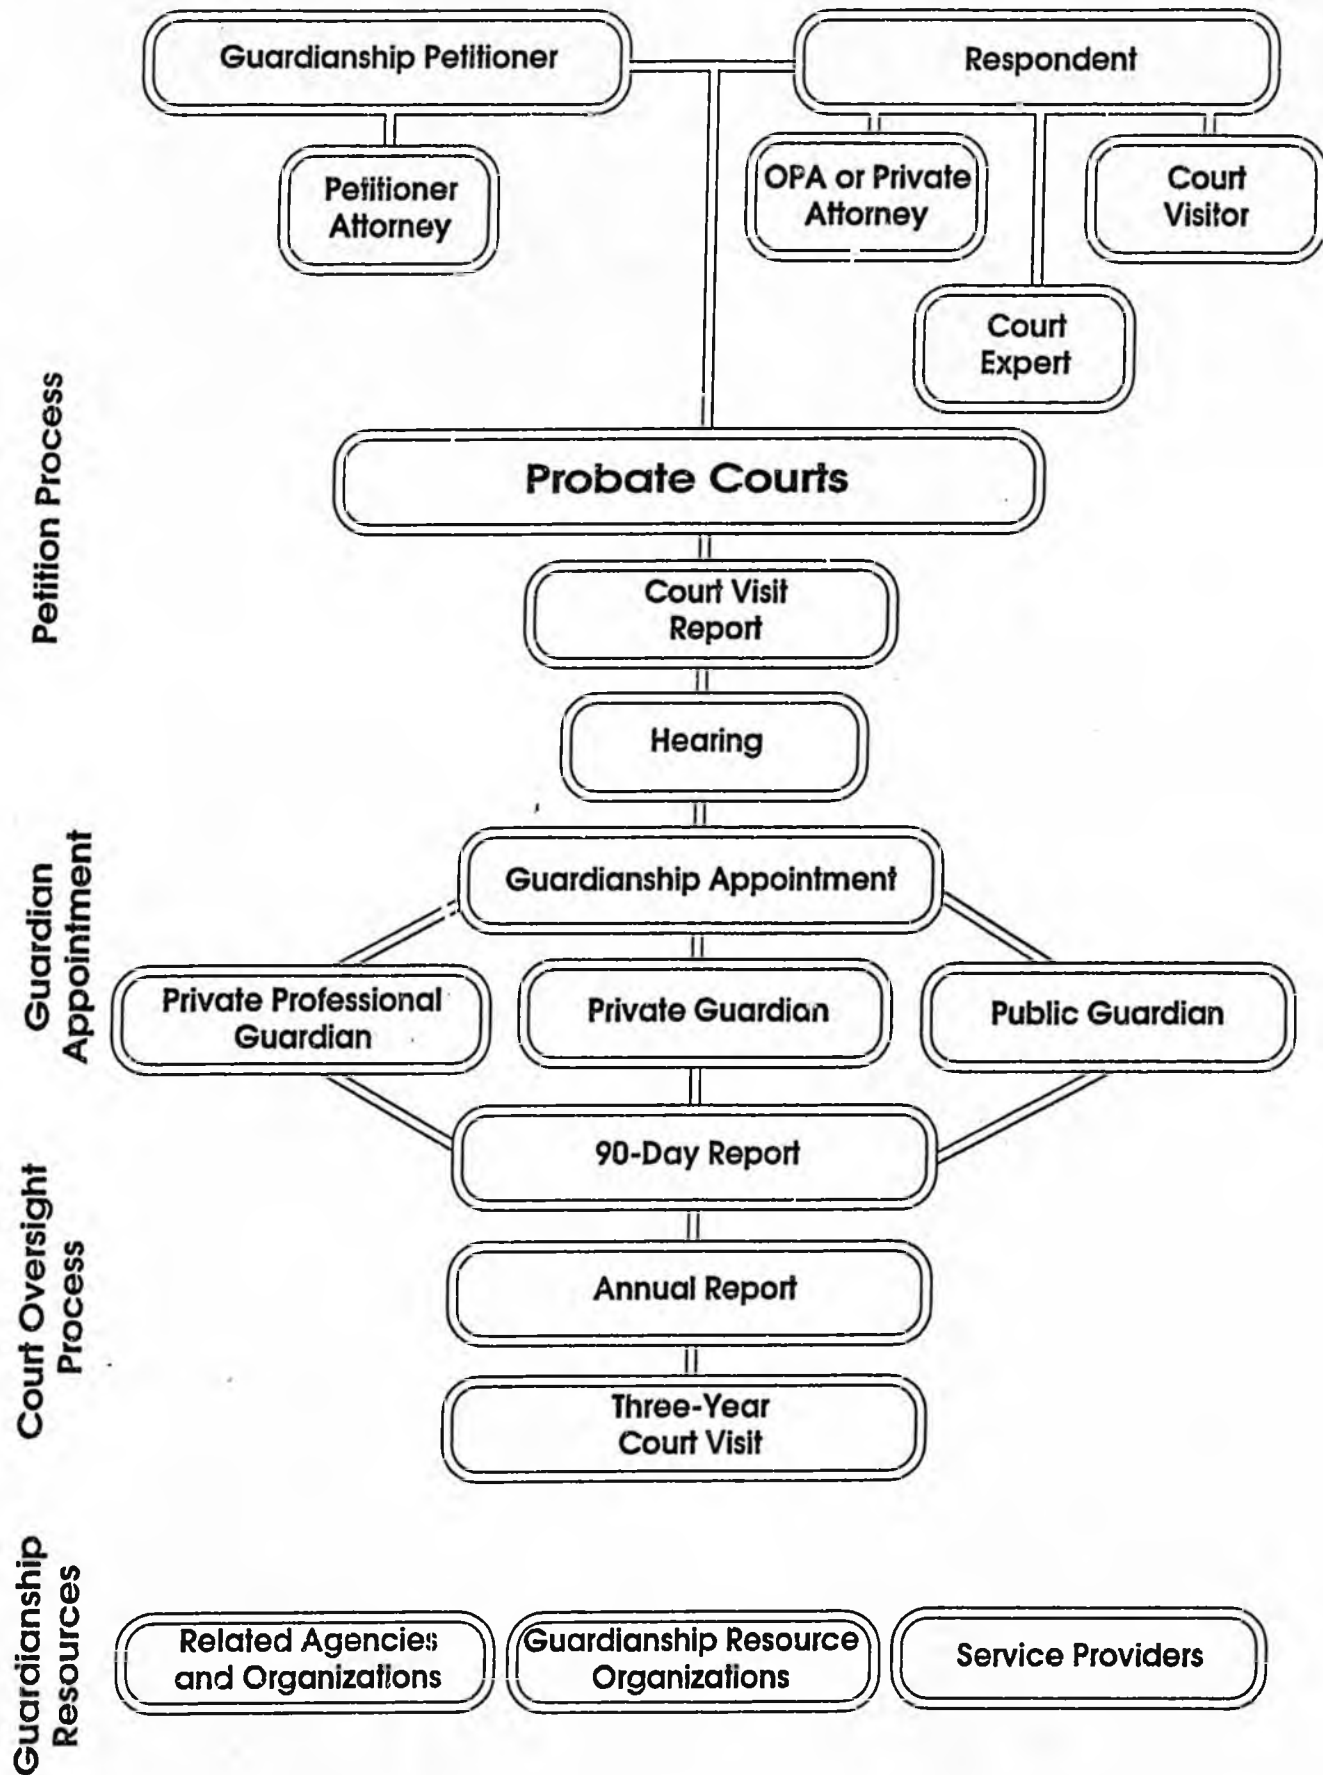 Guardianship Petitioner
Respondent
Petitioner
Attorney
OPA or Private
Attorney
Court
Visitor
Court
Expert
Petition Process
Probate Courts
Court Visit
Report
Hearing
Guardian
Appointment
Guardianship Appointment
Private Professional
Guardian
Private Guardian
Public Guardian
Court Oversight
Process
90-Day Report
Annual Report
Three-Year
Court Visit
Guardianship
Resources
Related Agencies
and Organizations
Guardianship Resource
Organizations
Service Providers